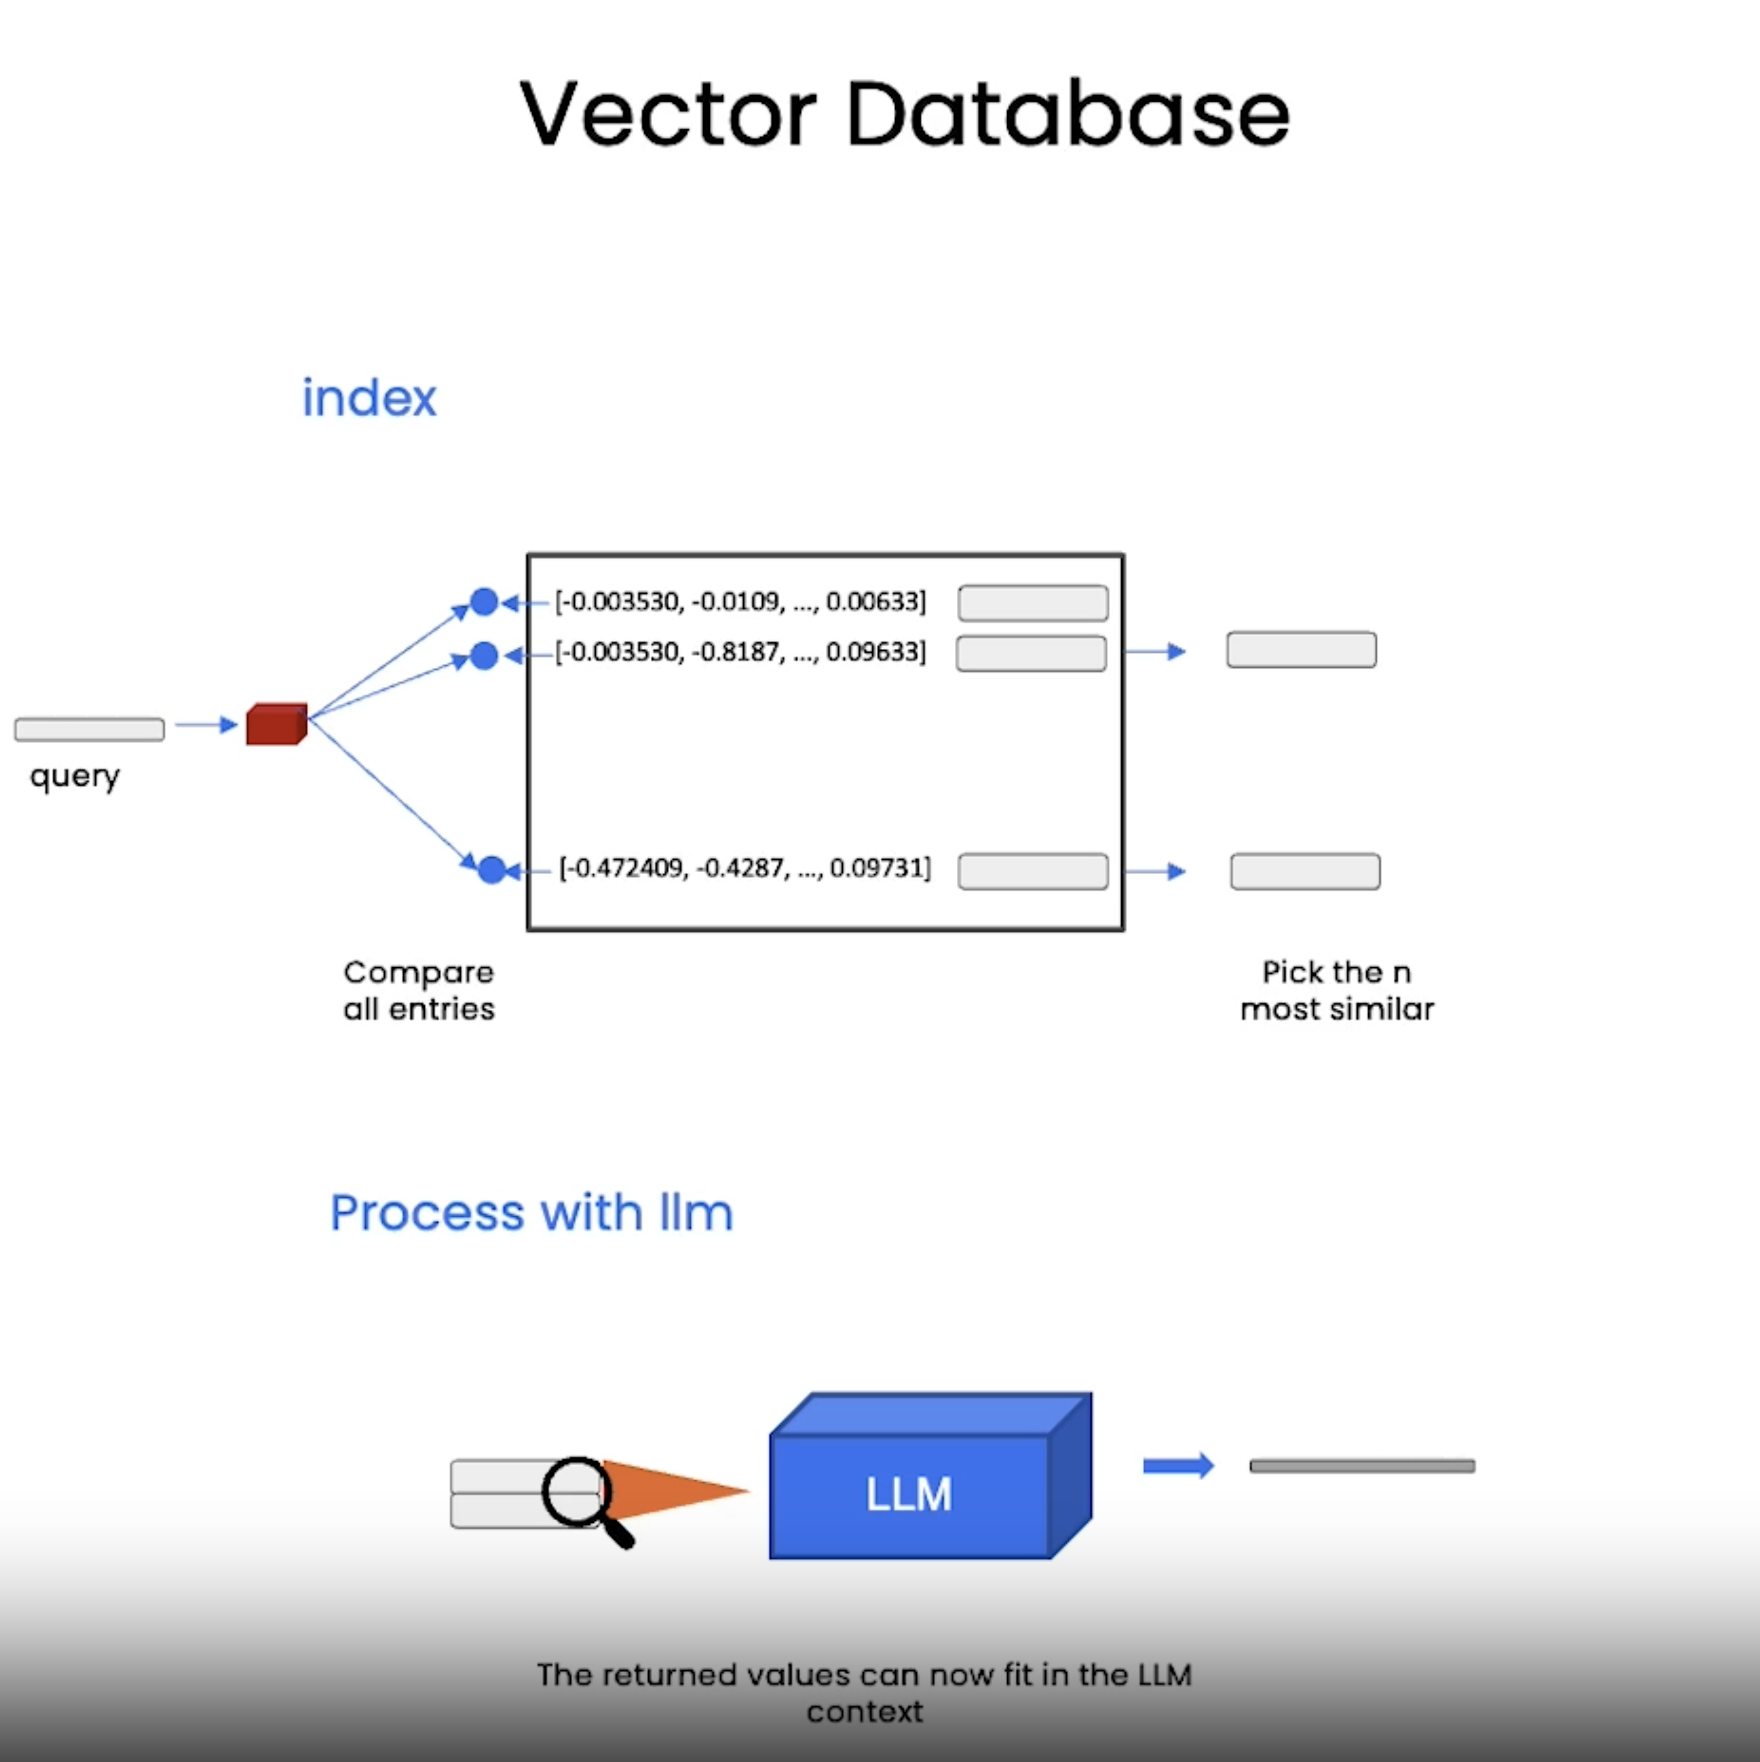 Vector Database
index
[-0.003530, -0.0109, ..., 0.00633]
[-0.003530, -0.8187, ..., 0.09633]
query
[-0.472409, -0.4287, ..., 0.09731]
Compare
all entries
Pick the n
most similar
Process with llm
LLM
The returned values can now fit in the LLM
context